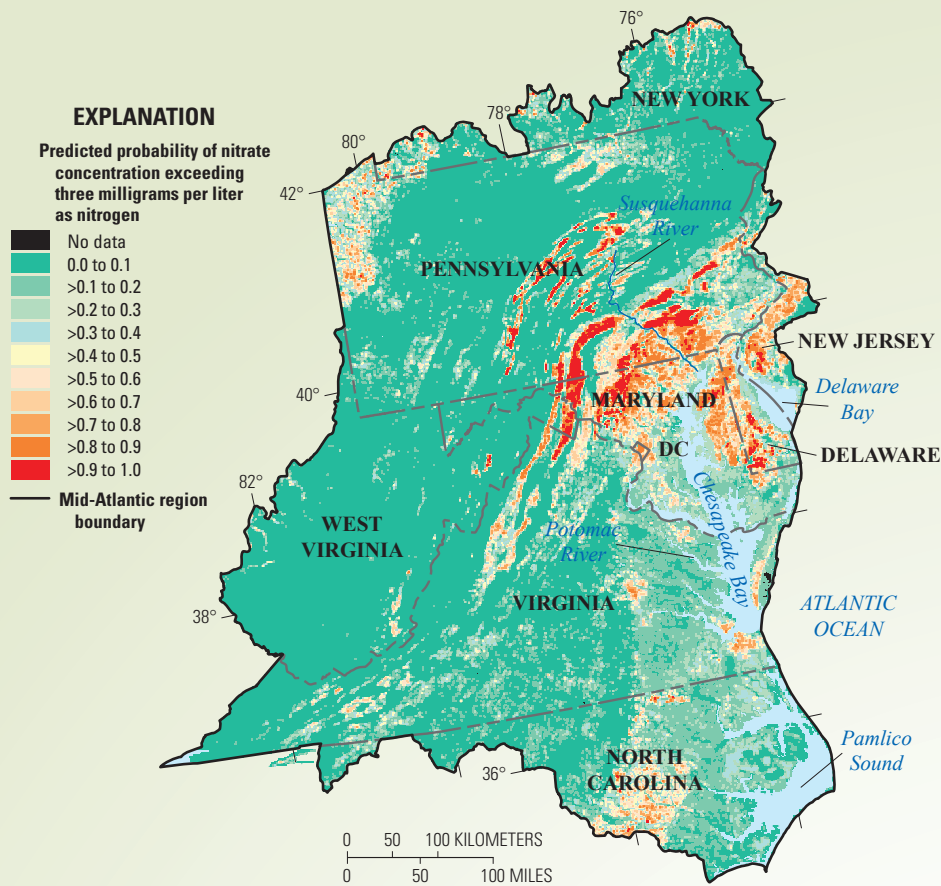 EXPLANATION
Predicted probability of nitrate
concentration exceeding
three milligrams per liter
as nitrogen
No data
0.0 to 0.1
>0.1 to 0.2
>0.2 to 0.3
>0.3 to 0.4
>0.4 to 0.5
>0.5 to 0.6
>0.6 to 0.7
>0.7 to 0.8
>0.8 to 0.9
>0.9 to 1.0
Mid-Atlantic region
boundary
76°
78°
80°
42°
40°
82°
38°
36°
NEW YORK
Susquehanna
River
PENNSYLVANIA
NEW JERSEY
MARYLAND
Delaware
Bay
DC
DELAWARE
WEST
VIRGINIA
Chesapeake Bay
Potomac
River
VIRGINIA
ATLANTIC
OCEAN
NORTH
CAROLINA
Pamlico
Sound
0 50 100 KILOMETERS
0 50 100 MILES